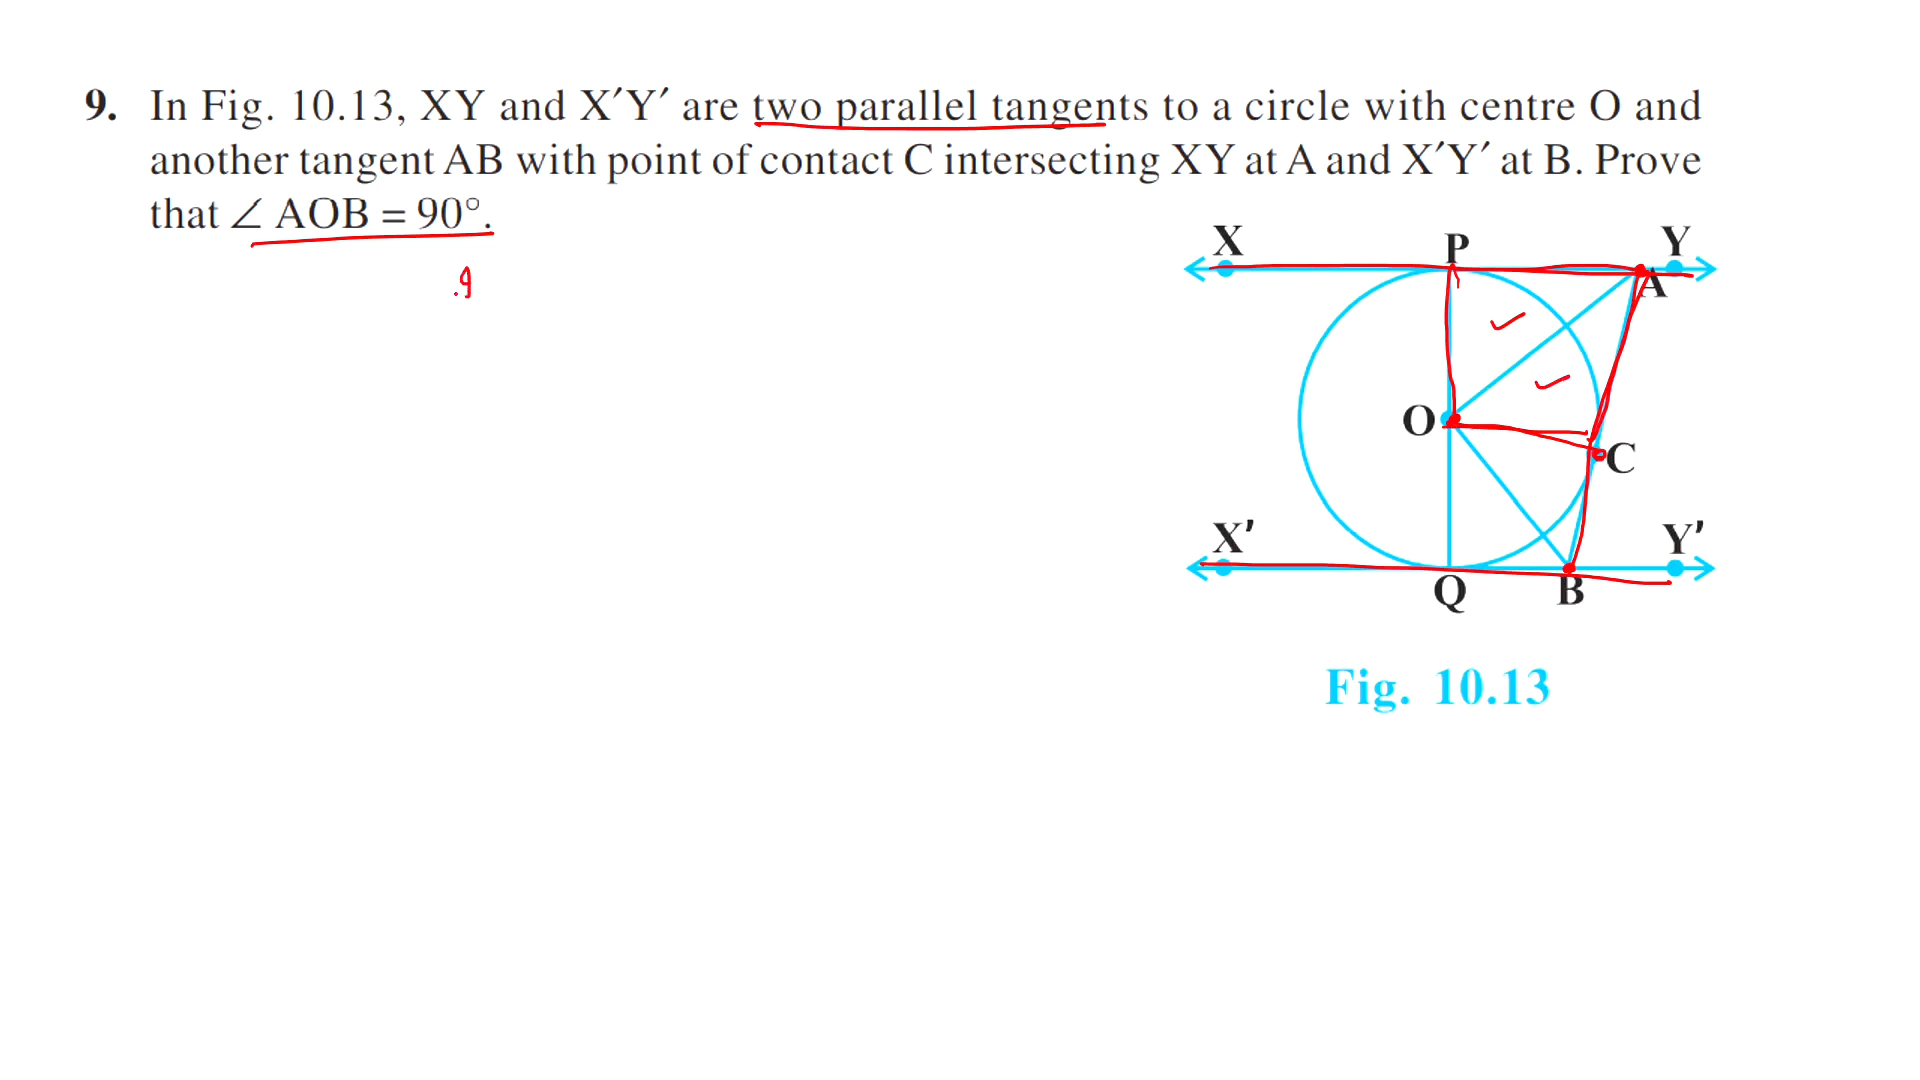 9. In Fig. 10.13, XY and X′Y′ are two parallel tangents to a circle with centre O and
another tangent AB with point of contact C intersecting XY at A and X′Y′ at B. Prove
that ∠ AOB = 90°.
X P Y
A
O
C
X' Y'
Q B
Fig. 10.13